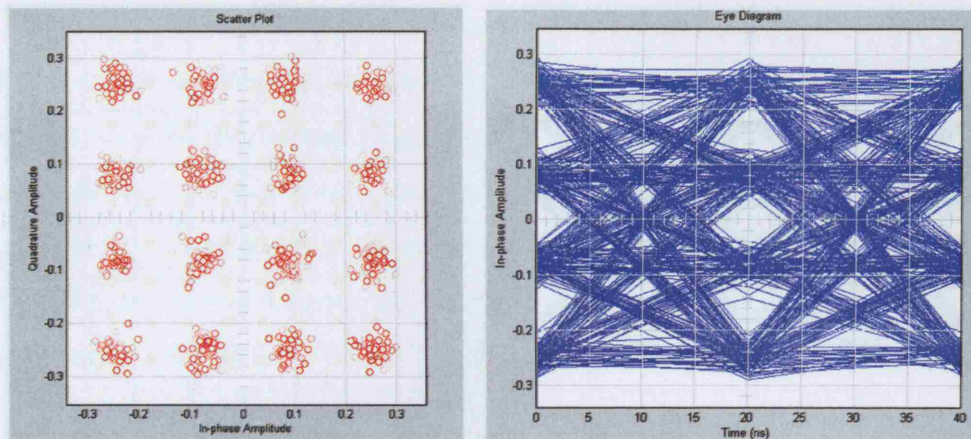 Scatter Plot
0.3
0.2
0.1
0
-0.1
-0.2
-0.3
Quadrature Amplitude
-0.3 -0.2 -0.1 0 0.1 0.2 0.3
In-phase Amplitude
Eye Diagram
0.3
0.2
0.1
0
-0.1
-0.2
-0.3
In-phase Amplitude
0 5 10 15 20 25 30 35 40
Time (ns)